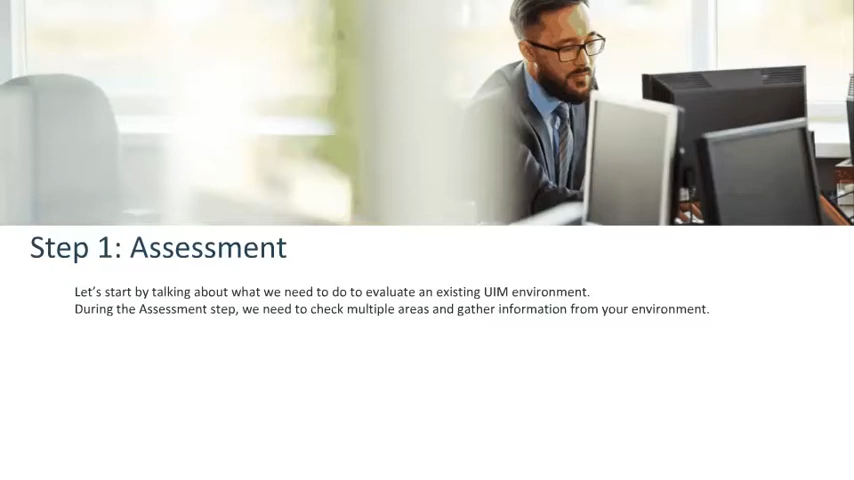 Step 1: Assessment
Let’s start by talking about what we need to do to evaluate an existing UIM environment.
During the Assessment step, we need to check multiple areas and gather information from your environment.